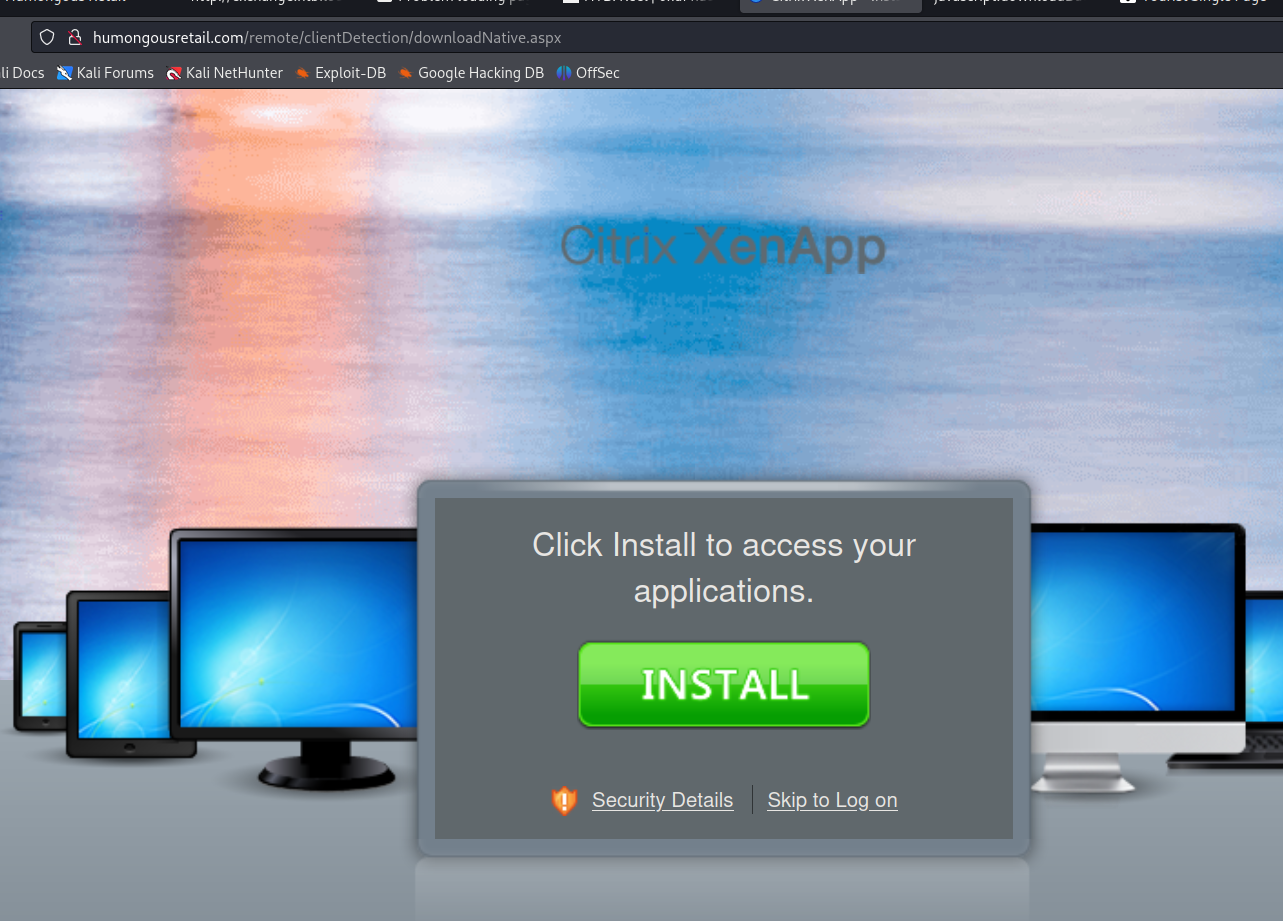 humongousretail.com/remote/clientDetection/downloadNative.aspx
li Docs Kali Forums Kali NetHunter Exploit-DB Google Hacking DB OffSec
Citrix XenApp
Click Install to access your
applications.
INSTALL
Security Details Skip to Log on